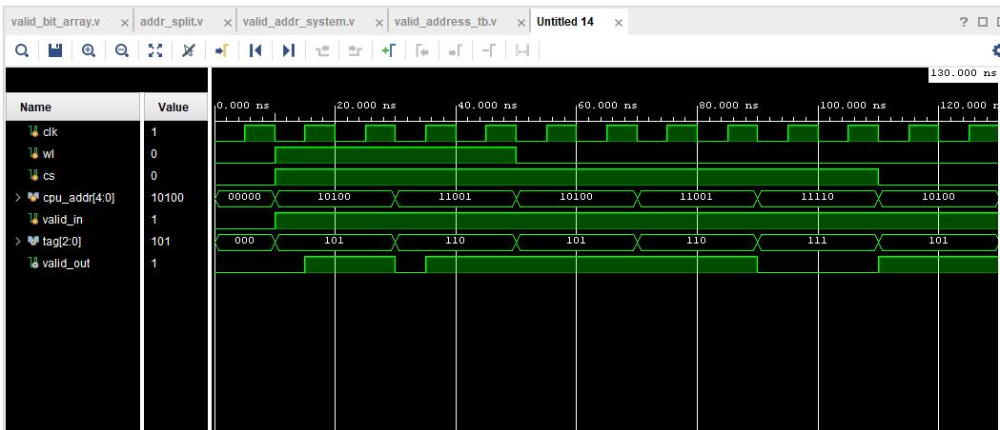 valid_bit_array.v × addr_split.v × valid_addr_system.v × valid_address_tb.v × Untitled 14 × ?
130.000 ns
Name Value 0.000 ns 20.000 ns 40.000 ns 60.000 ns 80.000 ns 100.000 ns 120.000 n
clk 1
wl 0
cs 0
cpu_addr[4:0] 10100 00000 10100 11001 10100 11001 11110 10100
valid_in 1
tag[2:0] 101 000 101 110 101 110 111 101
valid_out 1